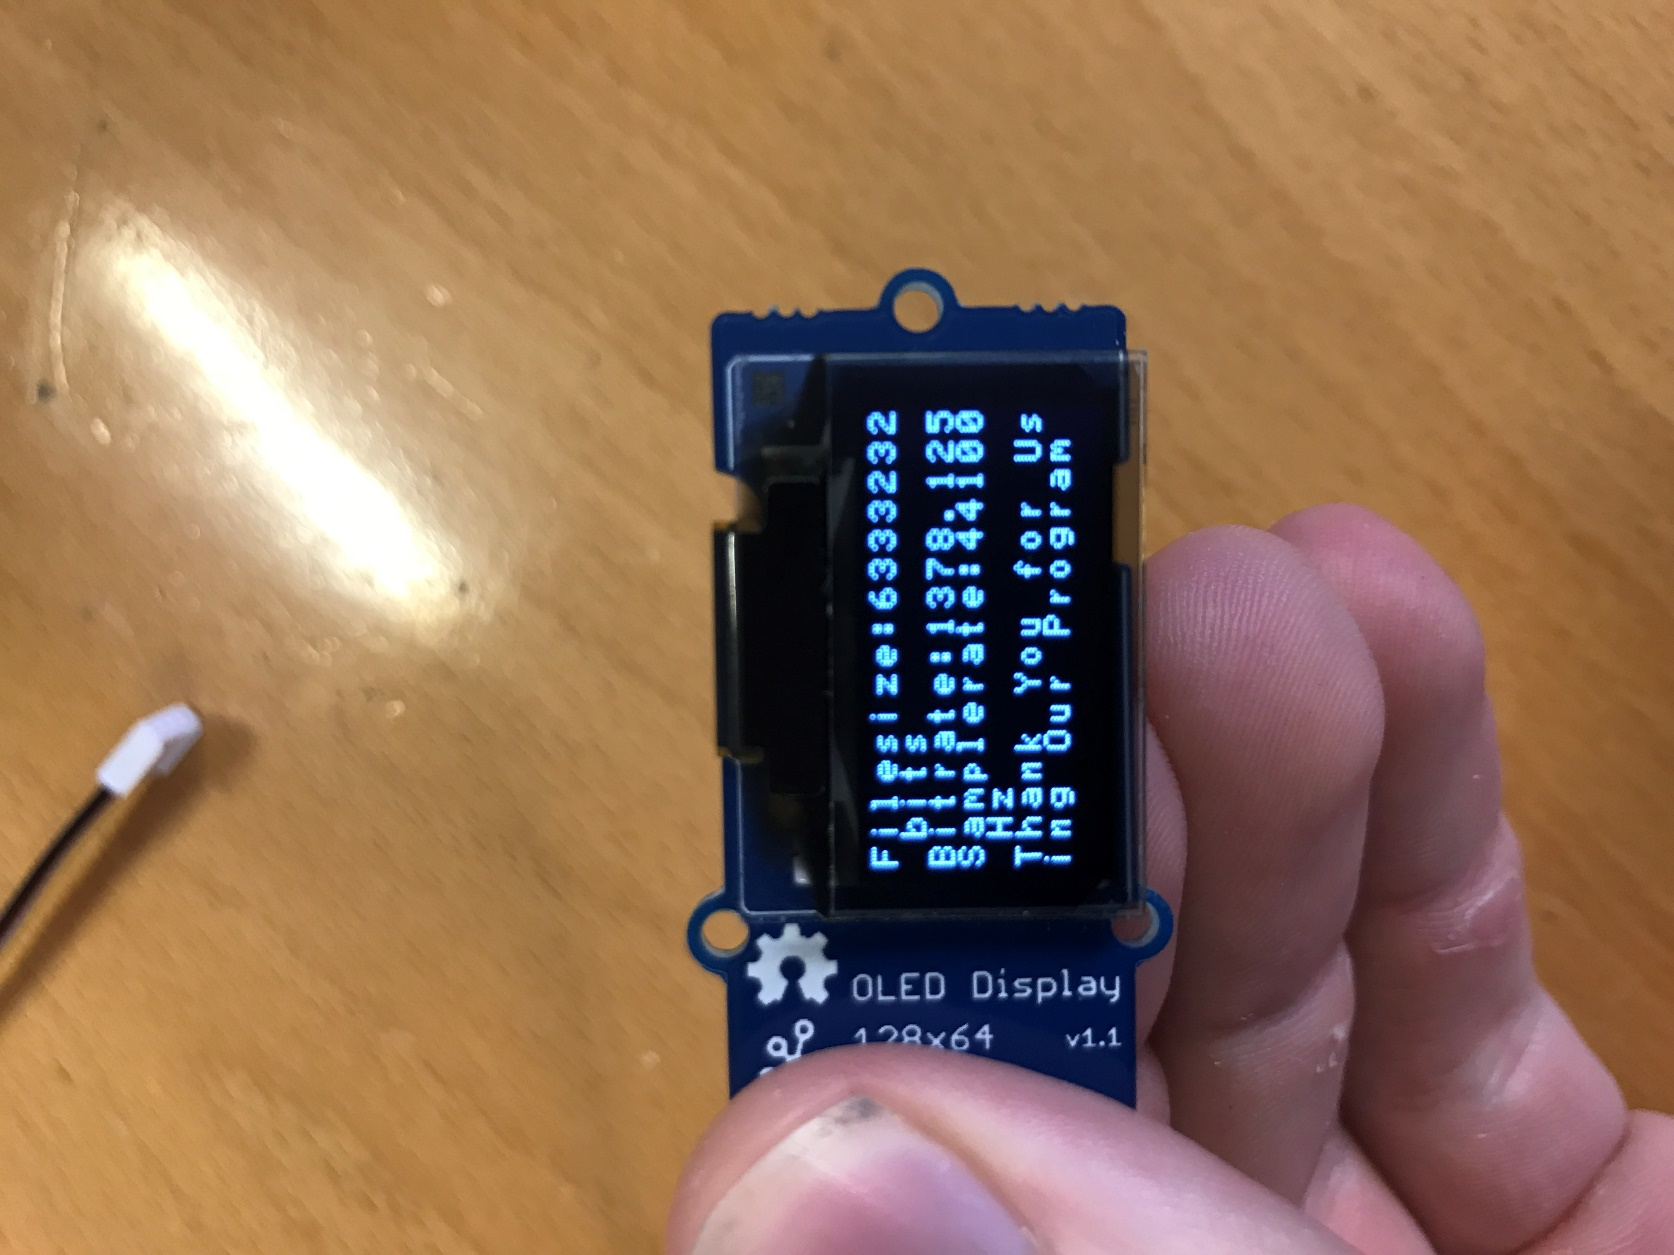 Filesize:6333232
 bits
Bitrate:1378.125
Samplerate:44100
 Hz
Thank You for Us
ing Our Program
OLED Display
128x64 v1.1